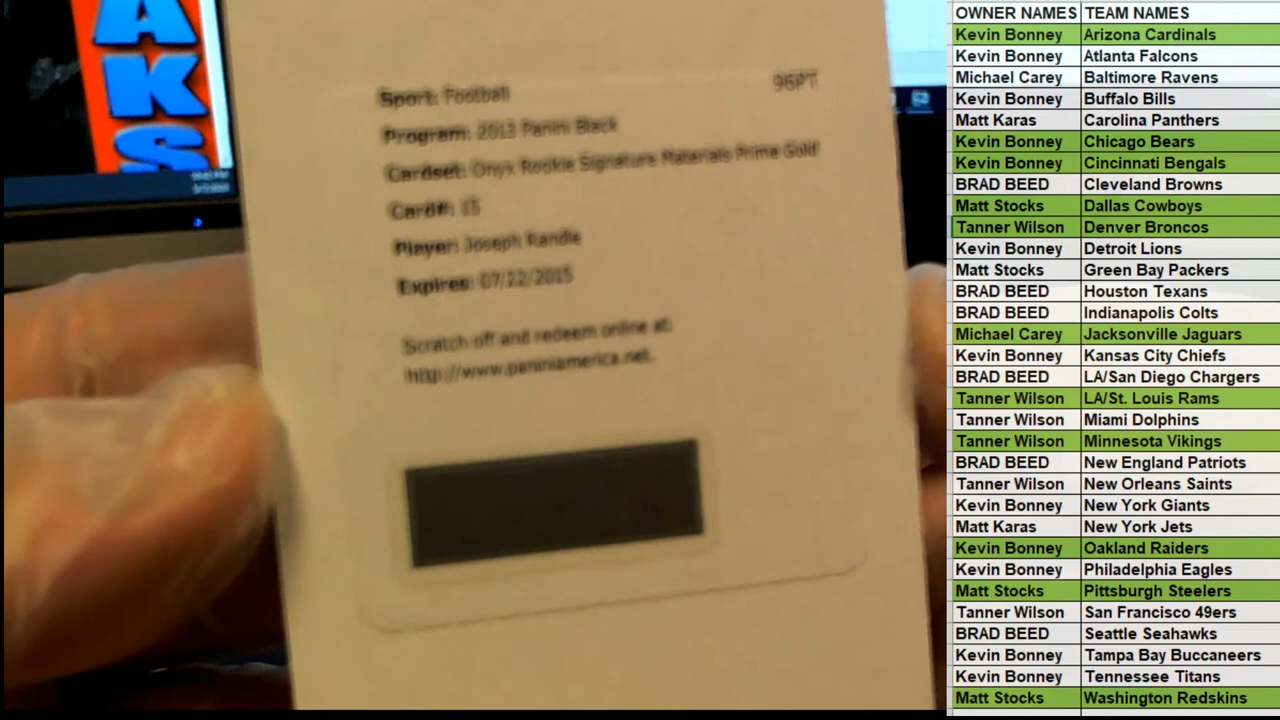 AKS
Sport: Football
96PT
Program: 2013 Panini Black
Cardset: Onyx Rookie Signature Materials Prime Gold
Card#: 15
Player: Joseph Randle
Expires: 07/22/2015
Scratch off and redeem online at:
http://www.paniniamerica.net.
OWNER NAMES TEAM NAMES
Kevin Bonney Arizona Cardinals
Kevin Bonney Atlanta Falcons
Michael Carey Baltimore Ravens
Kevin Bonney Buffalo Bills
Matt Karas Carolina Panthers
Kevin Bonney Chicago Bears
Kevin Bonney Cincinnati Bengals
BRAD BEED Cleveland Browns
Matt Stocks Dallas Cowboys
Tanner Wilson Denver Broncos
Kevin Bonney Detroit Lions
Matt Stocks Green Bay Packers
BRAD BEED Houston Texans
BRAD BEED Indianapolis Colts
Michael Carey Jacksonville Jaguars
Kevin Bonney Kansas City Chiefs
BRAD BEED LA/San Diego Chargers
Tanner Wilson LA/St. Louis Rams
Tanner Wilson Miami Dolphins
Tanner Wilson Minnesota Vikings
BRAD BEED New England Patriots
Tanner Wilson New Orleans Saints
Kevin Bonney New York Giants
Matt Karas New York Jets
Kevin Bonney Oakland Raiders
Kevin Bonney Philadelphia Eagles
Matt Stocks Pittsburgh Steelers
Tanner Wilson San Francisco 49ers
BRAD BEED Seattle Seahawks
Kevin Bonney Tampa Bay Buccaneers
Kevin Bonney Tennessee Titans
Matt Stocks Washington Redskins